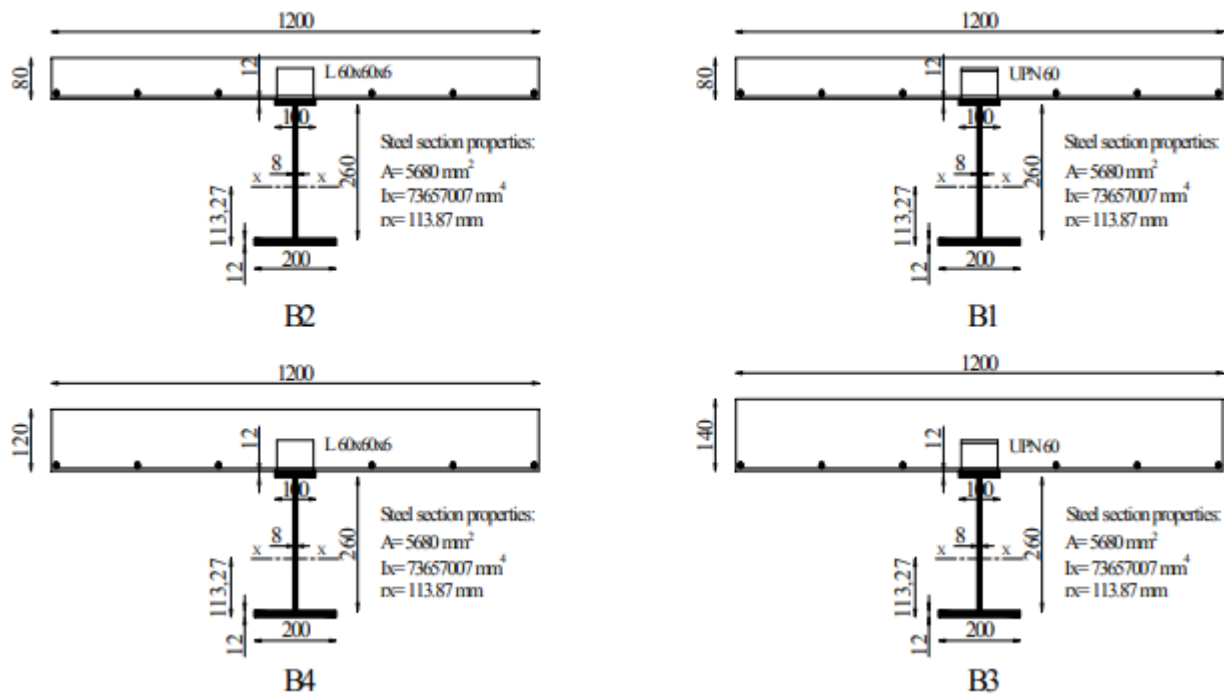 1200
80
12
L 60x60x6
100
8
x x
260
113,27
12
200
Steel section properties:
A= 5680 mm²
Ix= 73657007 mm⁴
rx= 113.87 mm
B2
1200
80
12
UPN 60
100
8
x x
260
113,27
12
200
Steel section properties:
A= 5680 mm²
Ix= 73657007 mm⁴
rx= 113.87 mm
B1
1200
120
12
L 60x60x6
100
8
x x
260
113,27
12
200
Steel section properties:
A= 5680 mm²
Ix= 73657007 mm⁴
rx= 113.87 mm
B4
1200
140
12
UPN 60
100
8
x x
260
113,27
12
200
Steel section properties:
A= 5680 mm²
Ix= 73657007 mm⁴
rx= 113.87 mm
B3